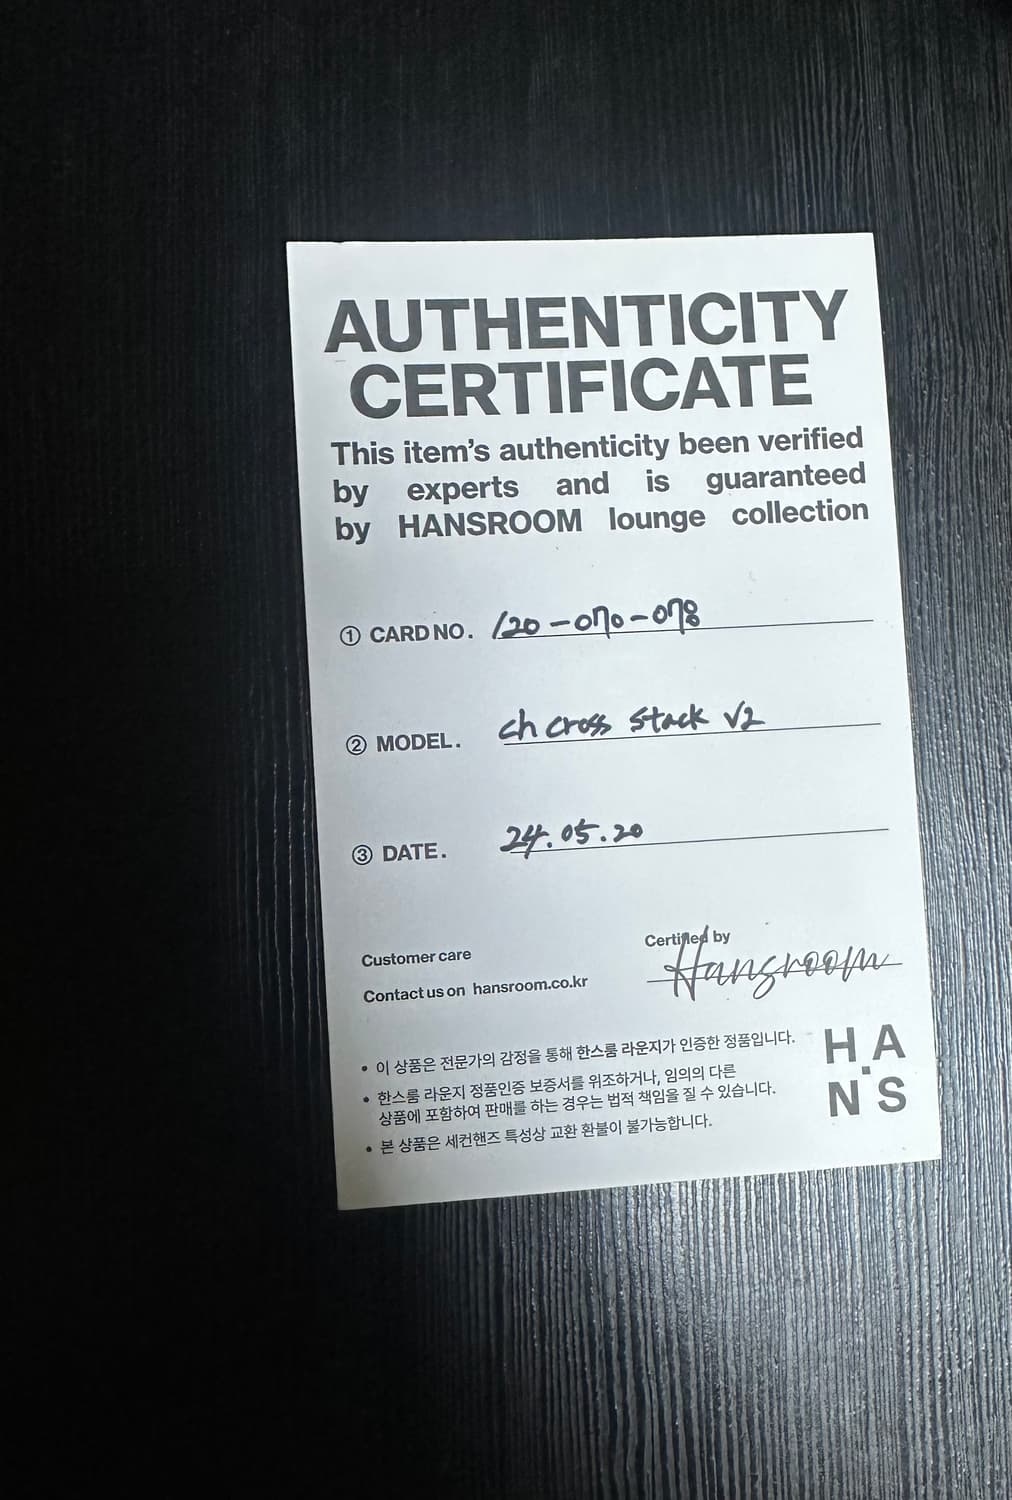 AUTHENTICITY
CERTIFICATE
This item's authenticity been verified
by experts and is guaranteed
by HANSROOM lounge collection
① CARD NO. 120-070-078
② MODEL. ch cross stack v2
③ DATE. 24.05.20
Customer care
Contact us on hansroom.co.kr
Certified by
Hansroom
• 이 상품은 전문가의 감정을 통해 한스룸 라운지가 인증한 정품입니다.
• 한스룸 라운지 정품인증 보증서를 위조하거나, 임의의 다른
상품에 포함하여 판매를 하는 경우는 법적 책임을 질 수 있습니다.
• 본 상품은 세컨핸즈 특성상 교환 환불이 불가능합니다.
H A
N S